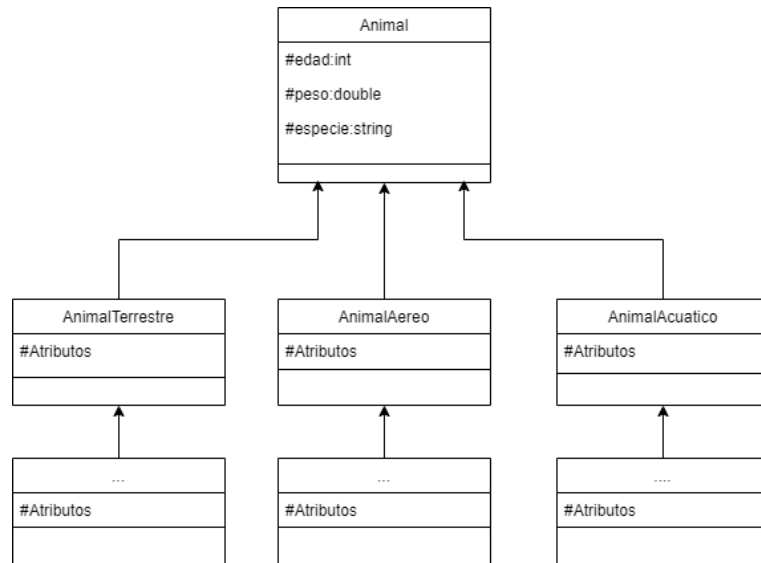 Animal
#edad:int
#peso:double
#especie:string
AnimalTerrestre
#Atributos
AnimalAereo
#Atributos
AnimalAcuatico
#Atributos
...
#Atributos
...
#Atributos
....
#Atributos